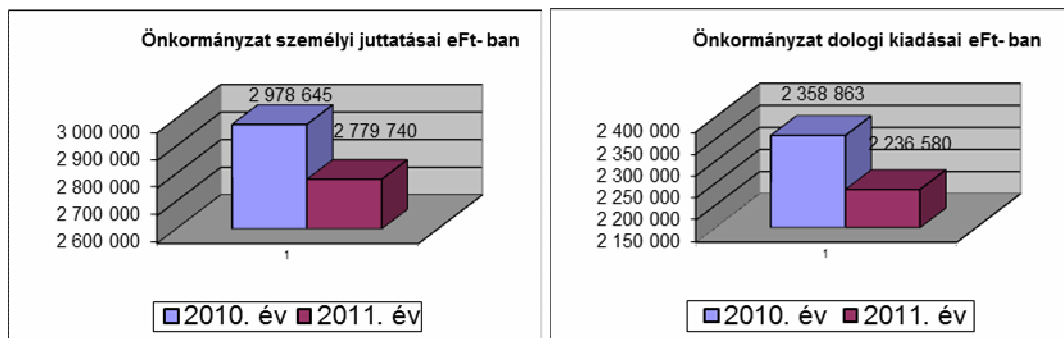 Önkormányzat személyi juttatásai eFt- ban
2 978 645
2 779 740
3 000 000
2 900 000
2 800 000
2 700 000
2 600 000
1
2010. év 2011. év
Önkormányzat dologi kiadásai eFt- ban
2 358 863
2 236 580
2 400 000
2 350 000
2 300 000
2 250 000
2 200 000
2 150 000
1
2010. év 2011. év